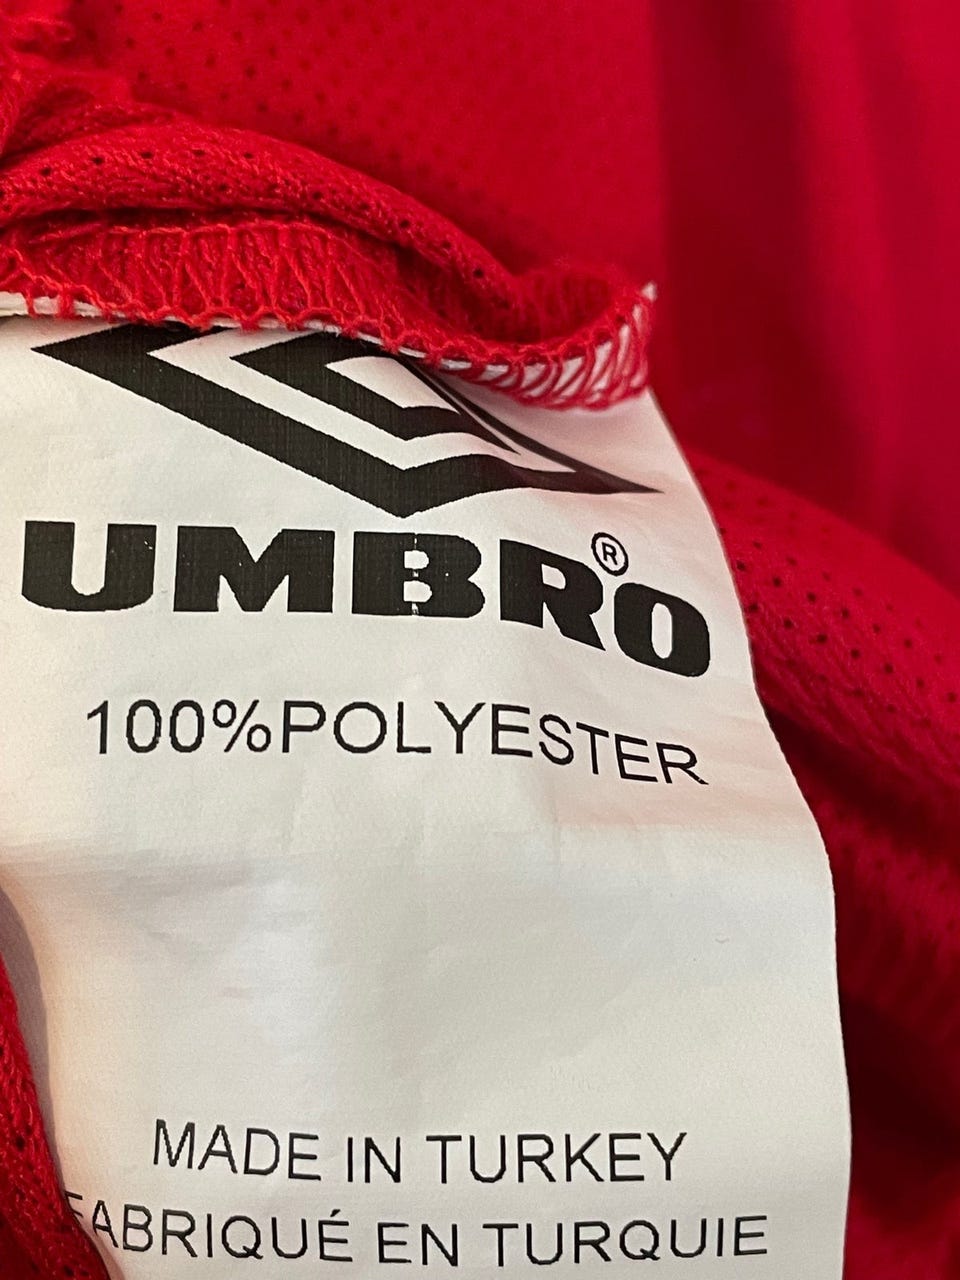 UMBRO®
100%POLYESTER
MADE IN TURKEY
FABRIQUÉ EN TURQUIE